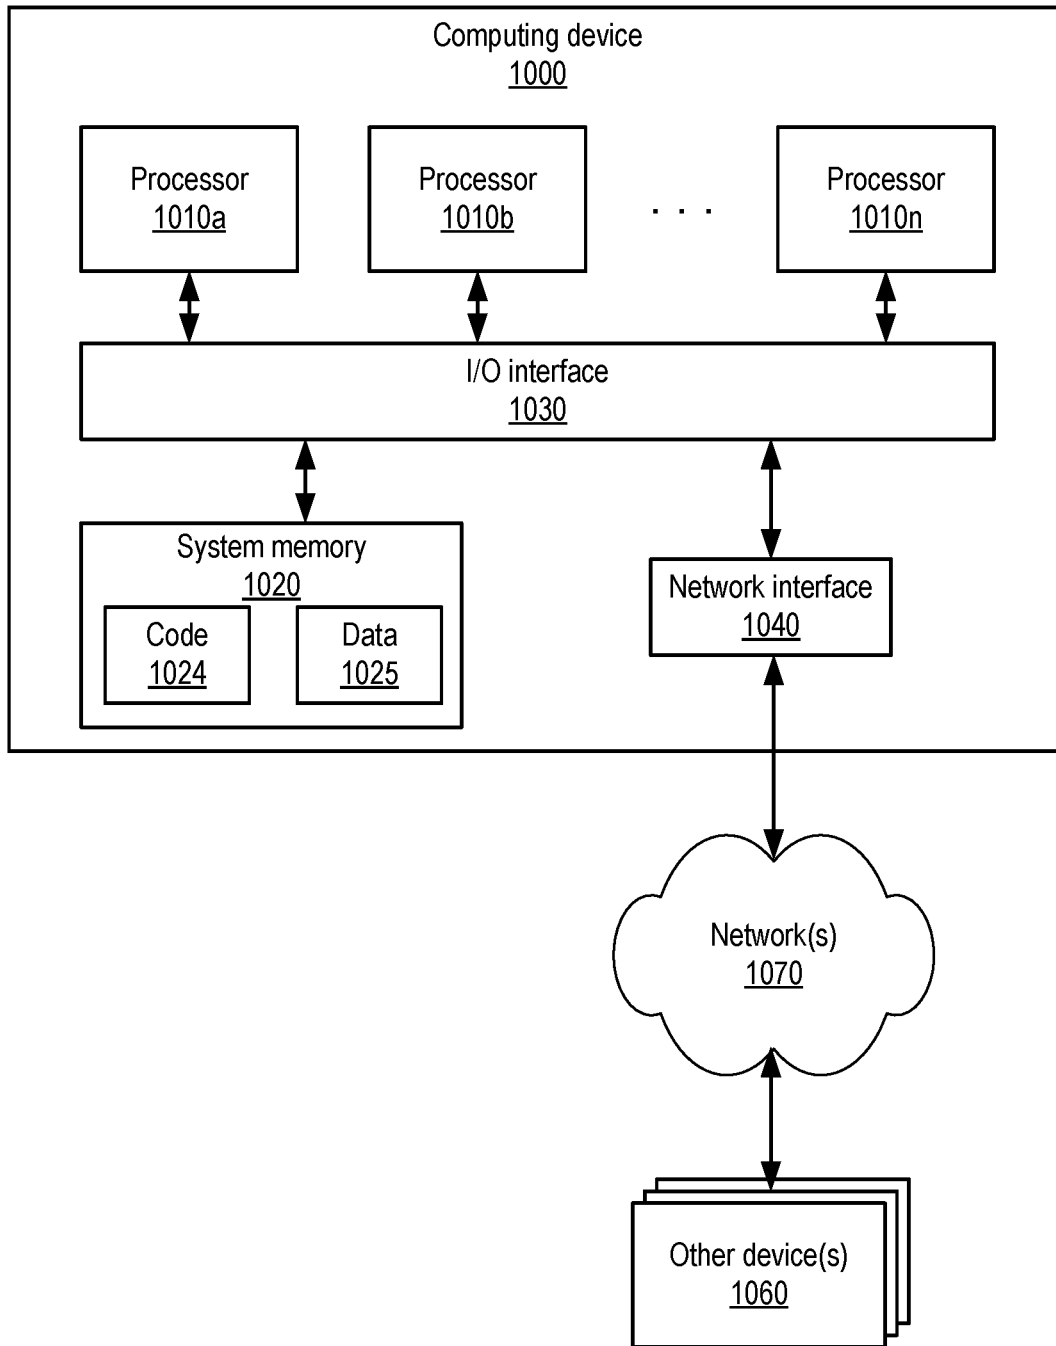 Computing device
1000
Processor
1010a
Processor
1010b
. . .
Processor
1010n
I/O interface
1030
System memory
1020
Code
1024
Data
1025
Network interface
1040
Network(s)
1070
Other device(s)
1060